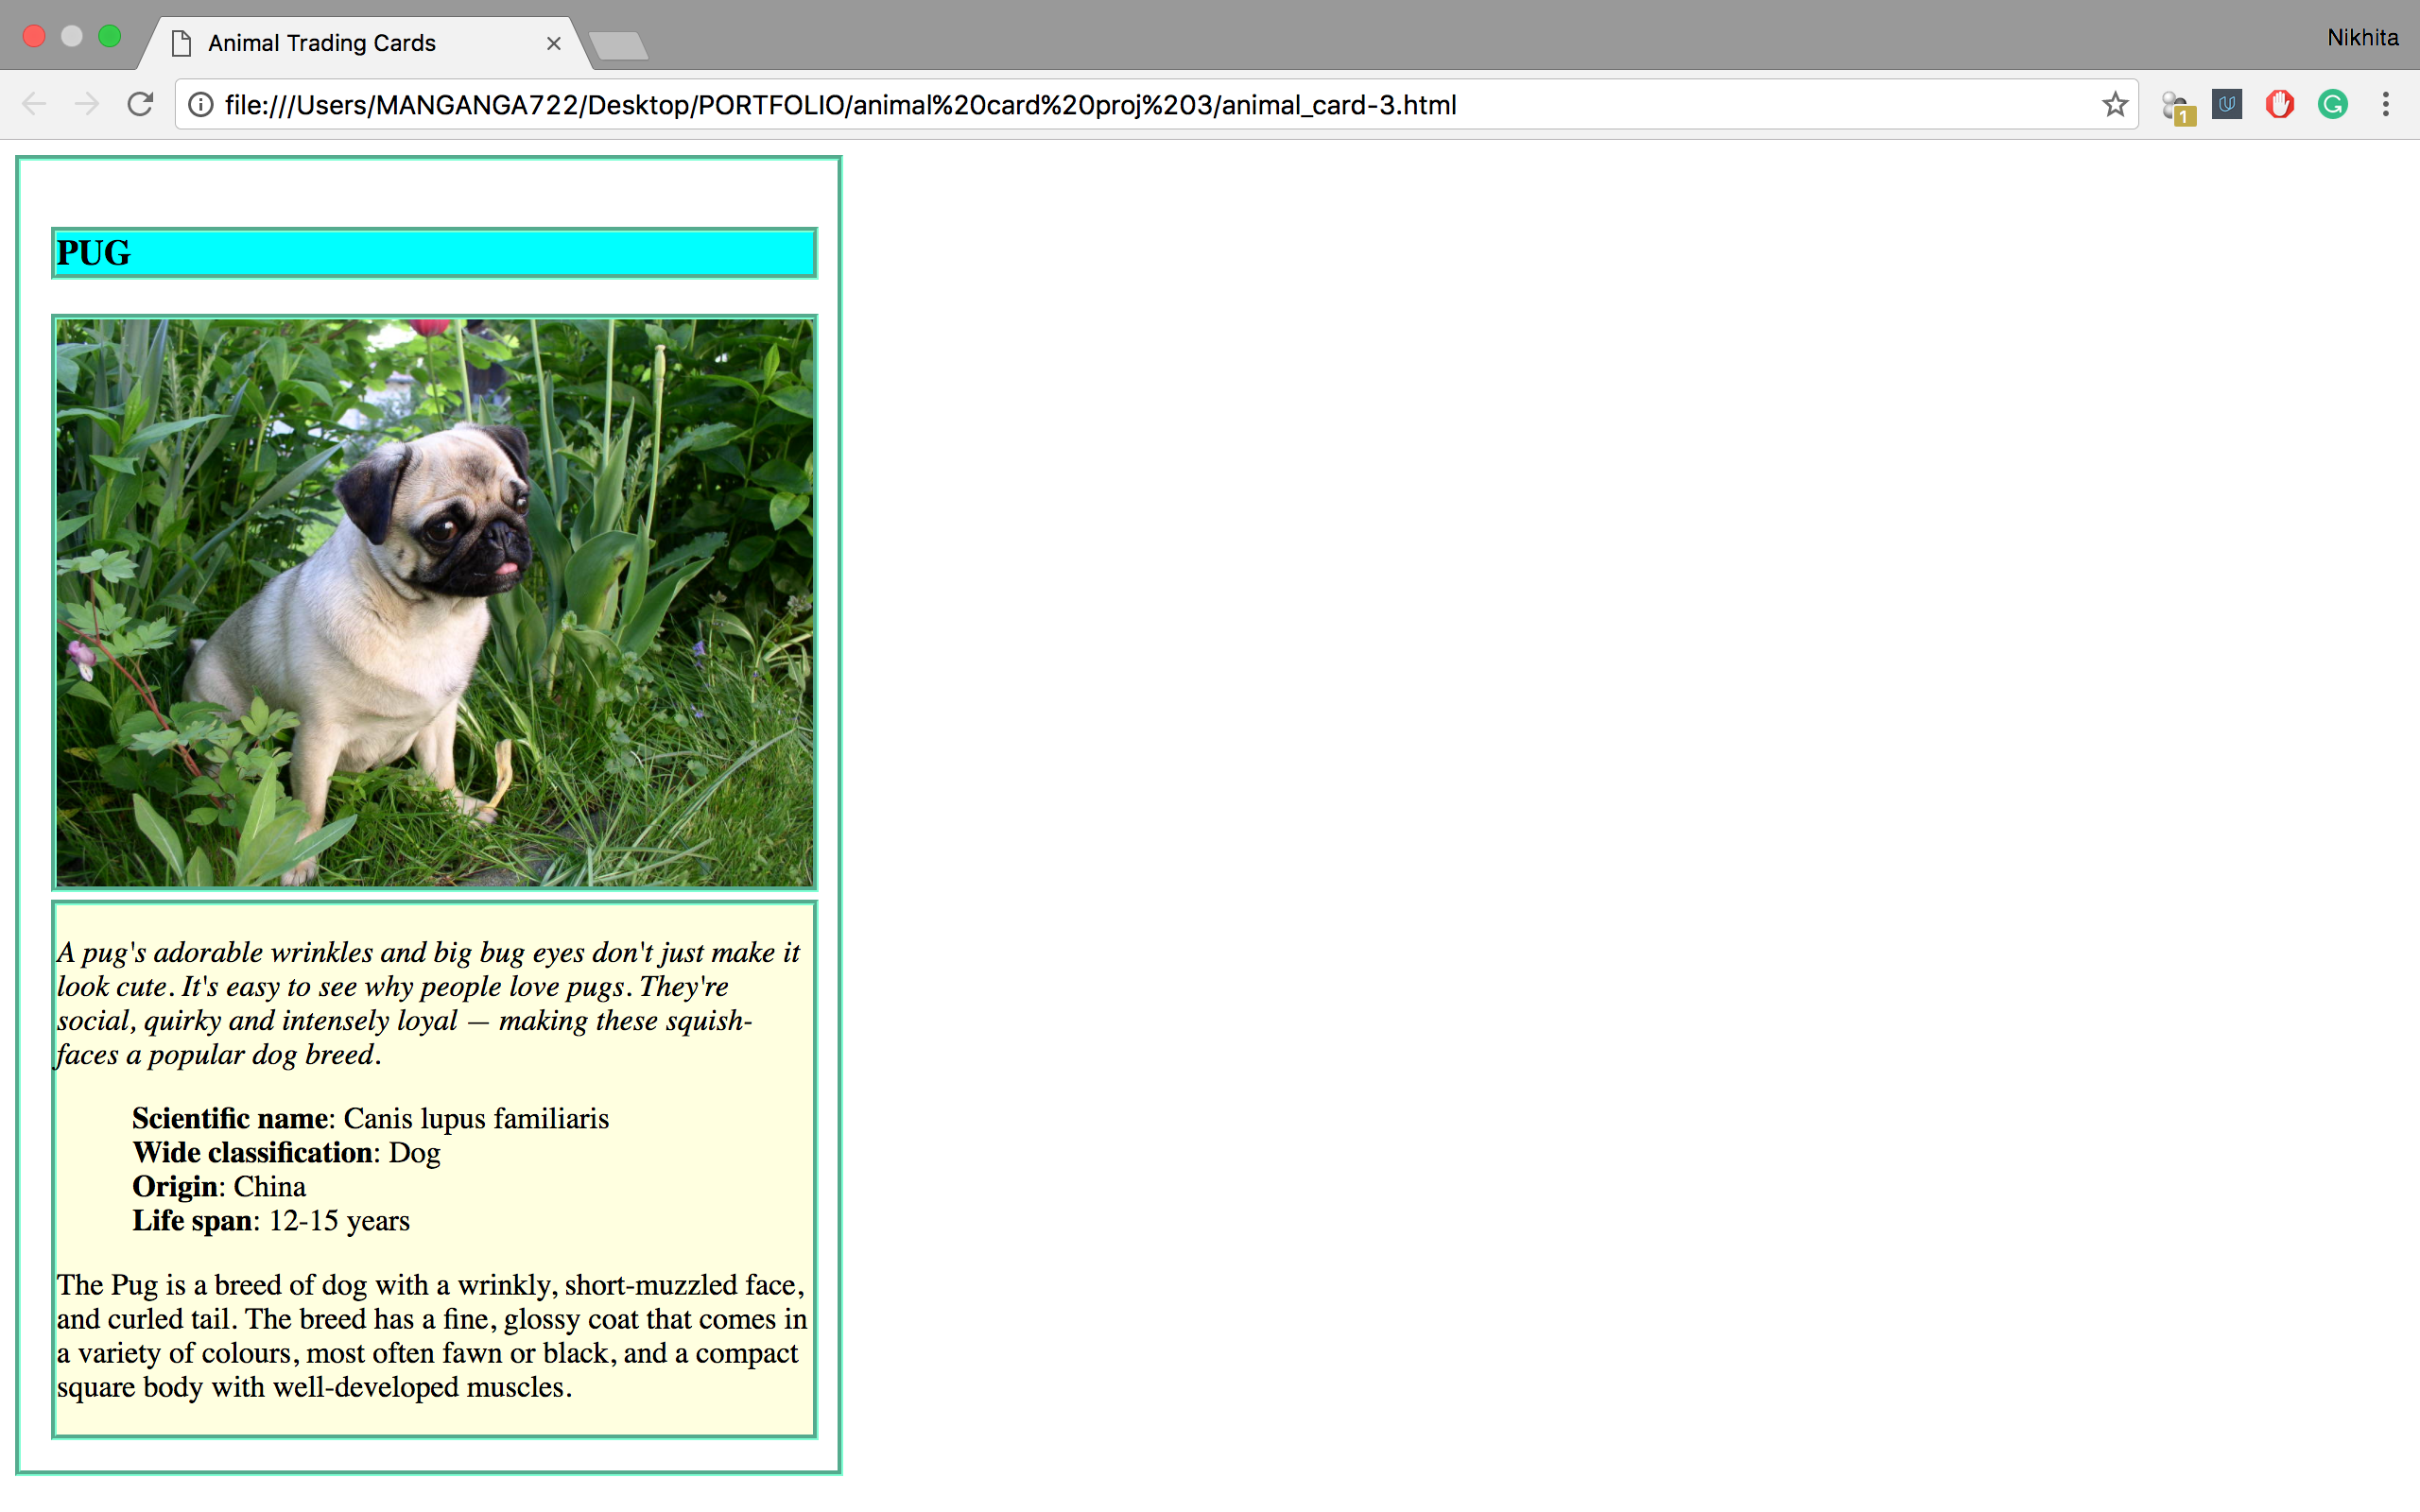 Animal Trading Cards
Nikhita
file:///Users/MANGANGA722/Desktop/PORTFOLIO/animal%20card%20proj%203/animal_card-3.html
1
PUG
A pug's adorable wrinkles and big bug eyes don't just make it
look cute. It's easy to see why people love pugs. They're
social, quirky and intensely loyal — making these squish-
faces a popular dog breed.
Scientific name: Canis lupus familiaris
Wide classification: Dog
Origin: China
Life span: 12-15 years
The Pug is a breed of dog with a wrinkly, short-muzzled face,
and curled tail. The breed has a fine, glossy coat that comes in
a variety of colours, most often fawn or black, and a compact
square body with well-developed muscles.